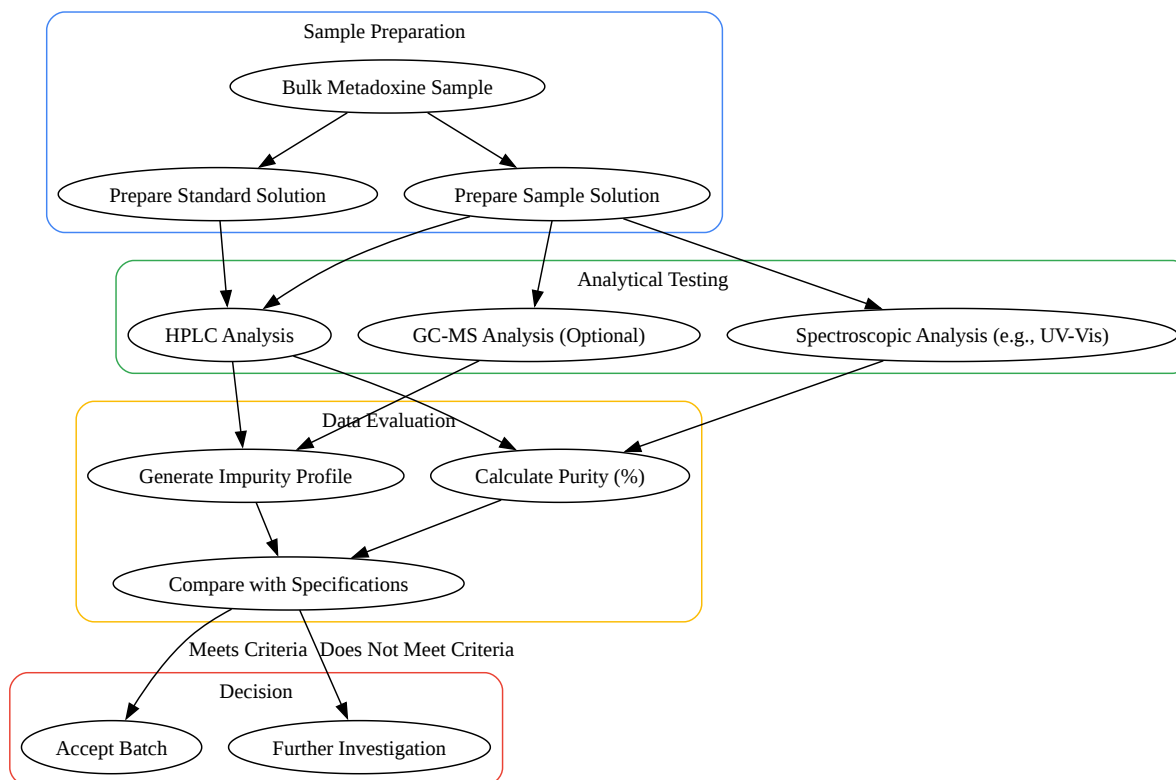 Sample Preparation
Bulk Metadoxine Sample
Prepare Standard Solution
Prepare Sample Solution
Analytical Testing
HPLC Analysis
GC-MS Analysis (Optional)
Spectroscopic Analysis (e.g., UV-Vis)
Data Evaluation
Generate Impurity Profile
Calculate Purity (%)
Compare with Specifications
Meets Criteria
Does Not Meet Criteria
Decision
Accept Batch
Further Investigation